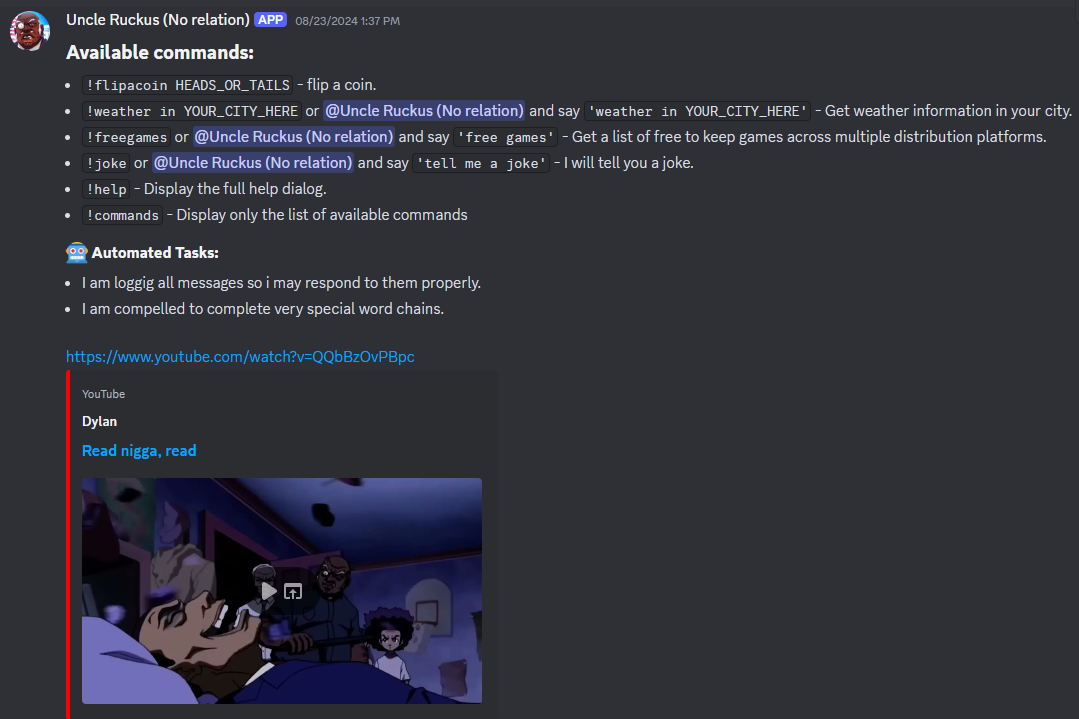 Uncle Ruckus (No relation) APP 08/23/2024 1:37 PM
Available commands:
• !flipacoin HEADS_OR_TAILS - flip a coin.
• !weather in YOUR_CITY_HERE or @Uncle Ruckus (No relation) and say 'weather in YOUR_CITY_HERE' - Get weather information in your city.
• !freegames or @Uncle Ruckus (No relation) and say 'free games' - Get a list of free to keep games across multiple distribution platforms.
• !joke or @Uncle Ruckus (No relation) and say 'tell me a joke' - I will tell you a joke.
• !help - Display the full help dialog.
• !commands - Display only the list of available commands
🤖 Automated Tasks:
• I am loggig all messages so i may respond to them properly.
• I am compelled to complete very special word chains.
https://www.youtube.com/watch?v=QQbBzOvPBpc
YouTube
Dylan
Read nigga, read